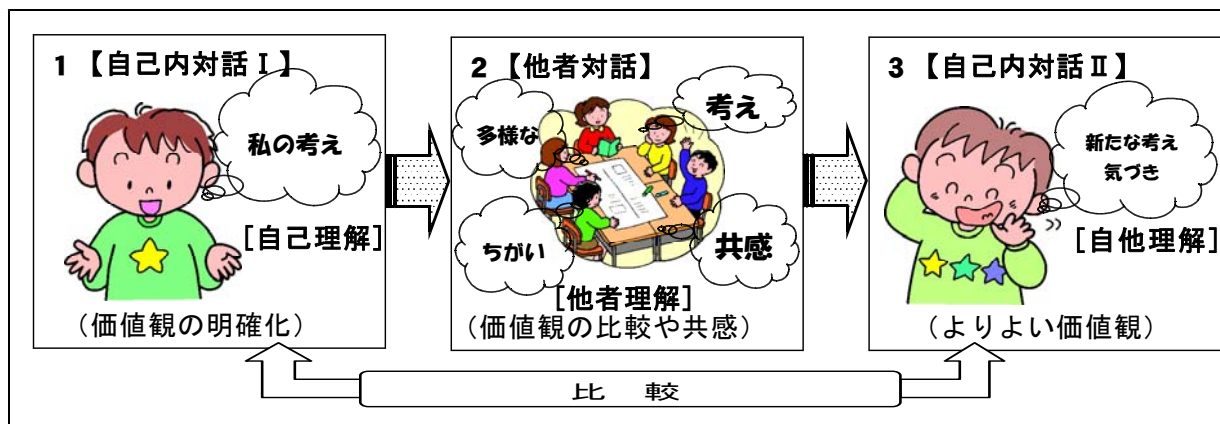 1 【自己内対話Ⅰ】
私の考え
[自己理解]
（価値観の明確化）
2 【他者対話】
多様な
考え
ちがい
共感
[他者理解]
（価値観の比較や共感）
3 【自己内対話Ⅱ】
新たな考え
気づき
[自他理解]
（よりよい価値観）
比　較